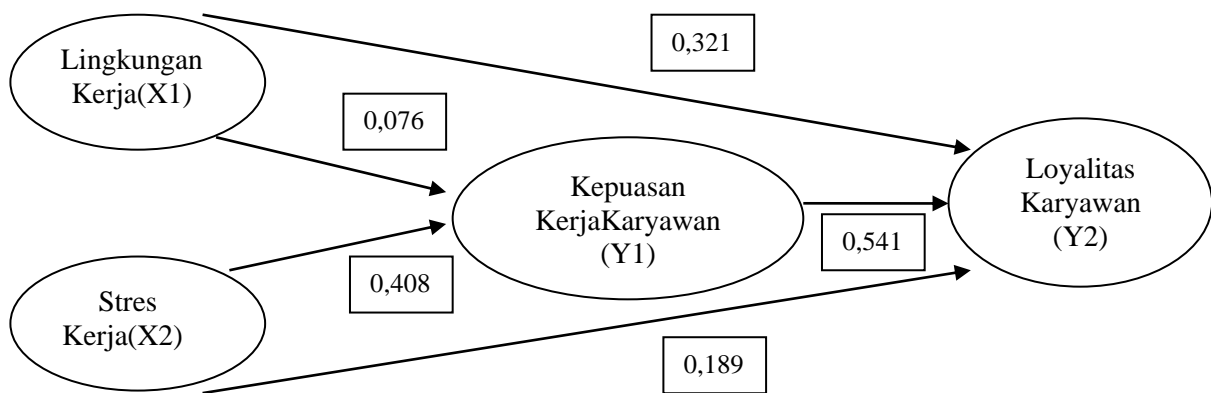 Lingkungan
Kerja(X1)
0,321
0,076
Kepuasan
KerjaKaryawan
(Y1)
Loyalitas
Karyawan
(Y2)
0,541
0,408
Stres
Kerja(X2)
0,189